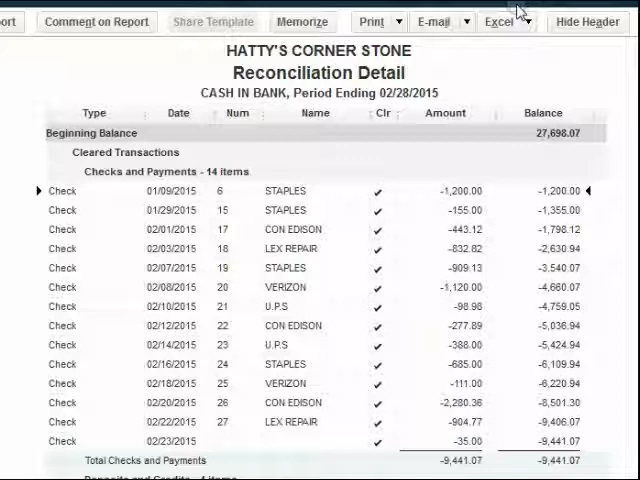 ort Comment on Report Share Template Memorize Print E-mail Excel Hide Header
HATTY'S CORNER STONE
Reconciliation Detail
CASH IN BANK, Period Ending 02/28/2015
Type Date Num Name Clr Amount Balance
Beginning Balance 27,698.07
Cleared Transactions
Checks and Payments - 14 items
Check 01/09/2015 6 STAPLES ✔ -1,200.00 -1,200.00
Check 01/29/2015 15 STAPLES ✔ -155.00 -1,355.00
Check 02/01/2015 17 CON EDISON ✔ -443.12 -1,798.12
Check 02/03/2015 18 LEX REPAIR ✔ -832.82 -2,630.94
Check 02/07/2015 19 STAPLES ✔ -909.13 -3,540.07
Check 02/08/2015 20 VERIZON ✔ -1,120.00 -4,660.07
Check 02/10/2015 21 U.P.S ✔ -98.98 -4,759.05
Check 02/12/2015 22 CON EDISON ✔ -277.89 -5,036.94
Check 02/14/2015 23 U.P.S ✔ -388.00 -5,424.94
Check 02/16/2015 24 STAPLES ✔ -685.00 -6,109.94
Check 02/18/2015 25 VERIZON ✔ -111.00 -6,220.94
Check 02/20/2015 26 CON EDISON ✔ -2,280.36 -8,501.30
Check 02/22/2015 27 LEX REPAIR ✔ -904.77 -9,406.07
Check 02/23/2015 ✔ -35.00 -9,441.07
Total Checks and Payments -9,441.07 -9,441.07
Deposits and Credits - 4 items